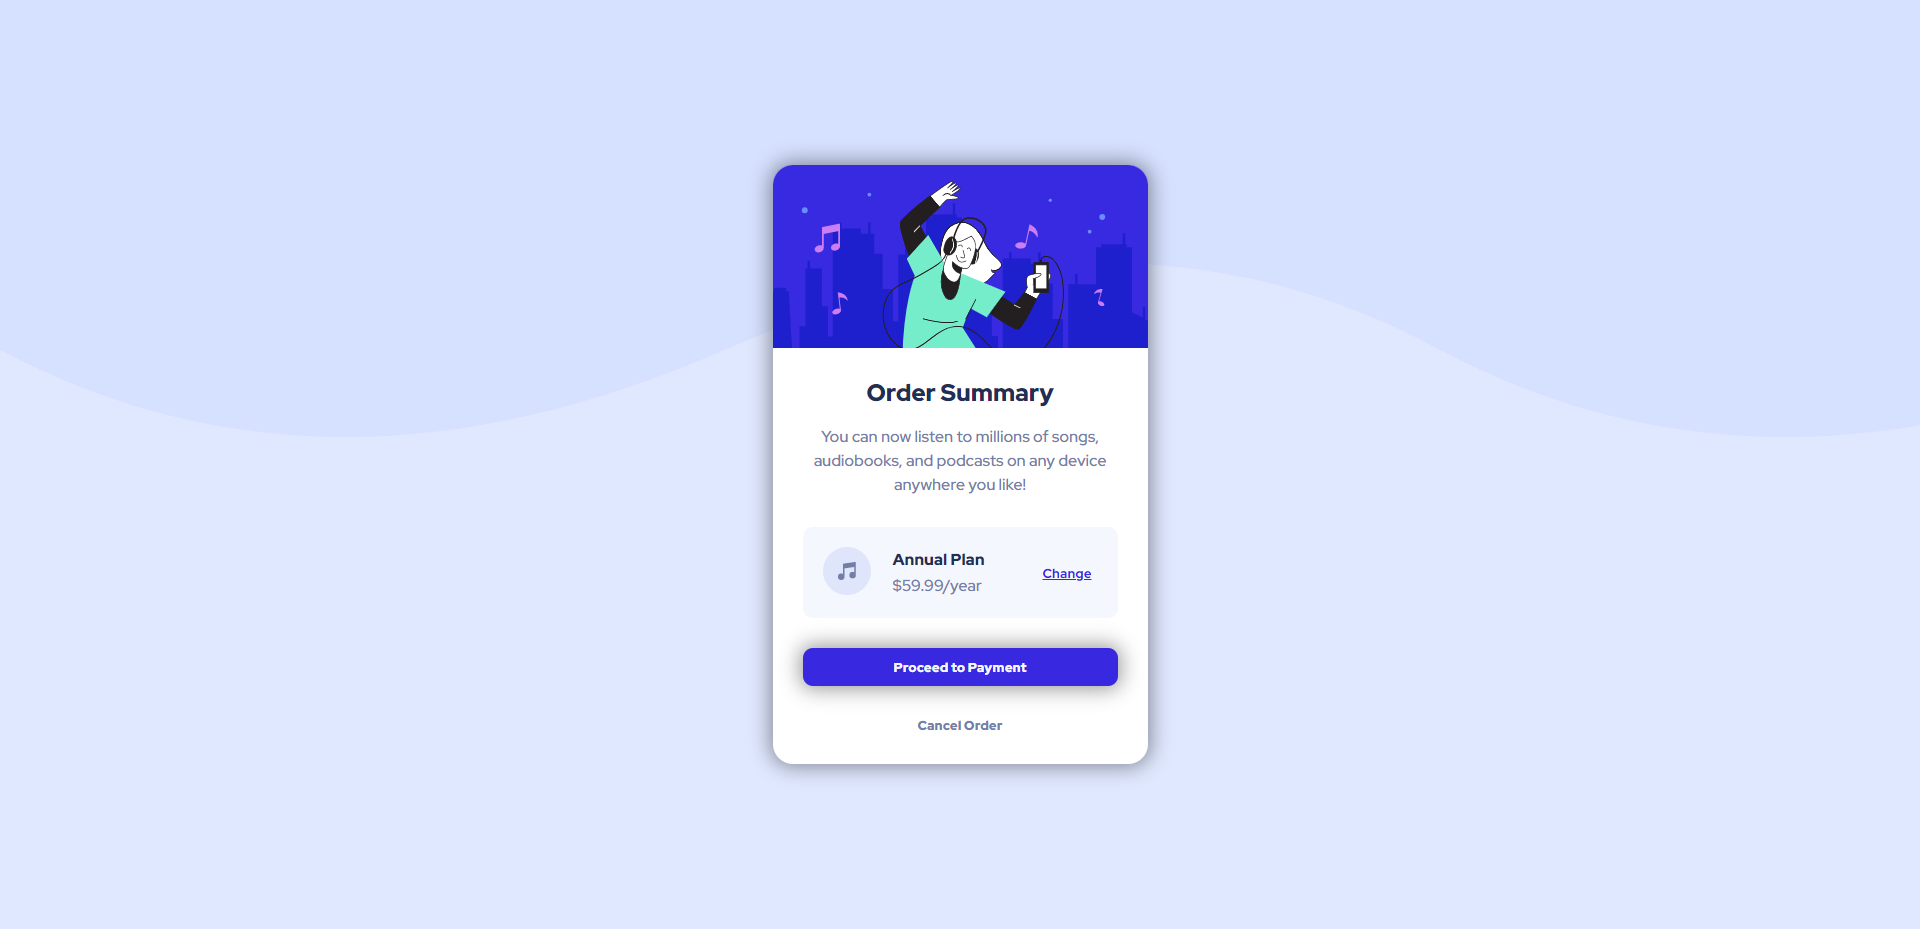 Order Summary
You can now listen to millions of songs,
audiobooks, and podcasts on any device
anywhere you like!
Annual Plan
$59.99/year
Change
Proceed to Payment
Cancel Order